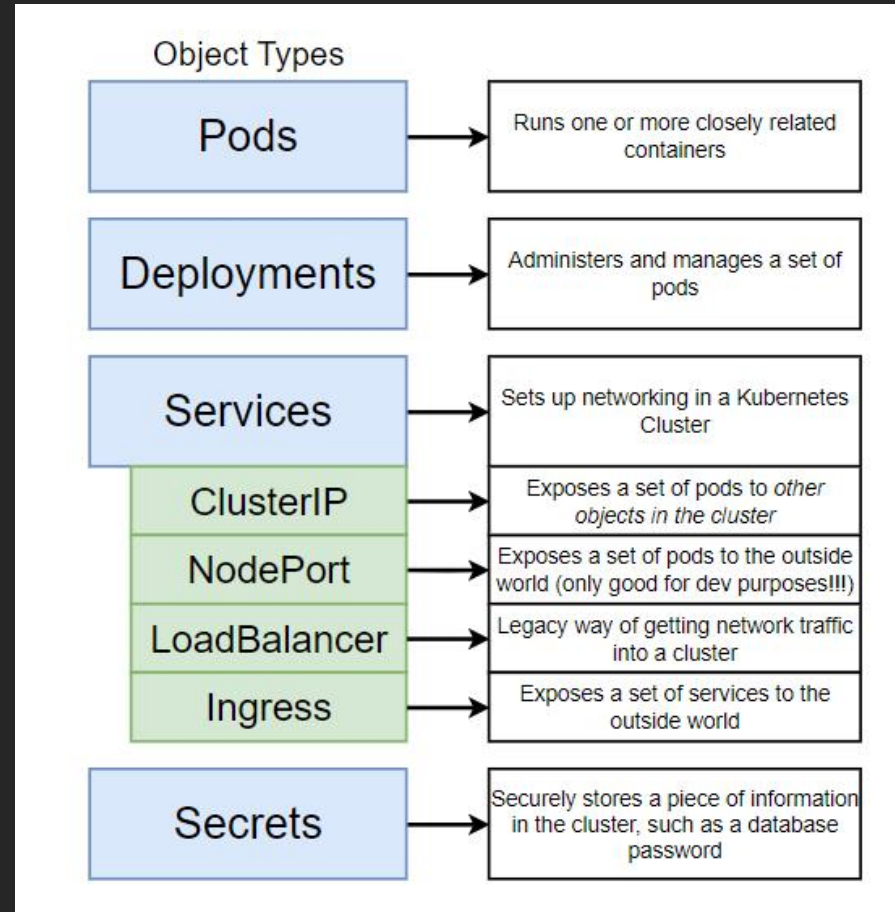 Object Types
Pods
Runs one or more closely related
containers
Deployments
Administers and manages a set of
pods
Services
Sets up networking in a Kubernetes
Cluster
ClusterIP
Exposes a set of pods to other
objects in the cluster
NodePort
Exposes a set of pods to the outside
world (only good for dev purposes!!!)
LoadBalancer
Legacy way of getting network traffic
into a cluster
Ingress
Exposes a set of services to the
outside world
Secrets
Securely stores a piece of information
in the cluster, such as a database
password